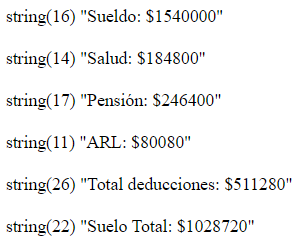 string(16) "Sueldo: $1540000"
string(14) "Salud: $184800"
string(17) "Pensión: $246400"
string(11) "ARL: $80080"
string(26) "Total deducciones: $511280"
string(22) "Suelo Total: $1028720"